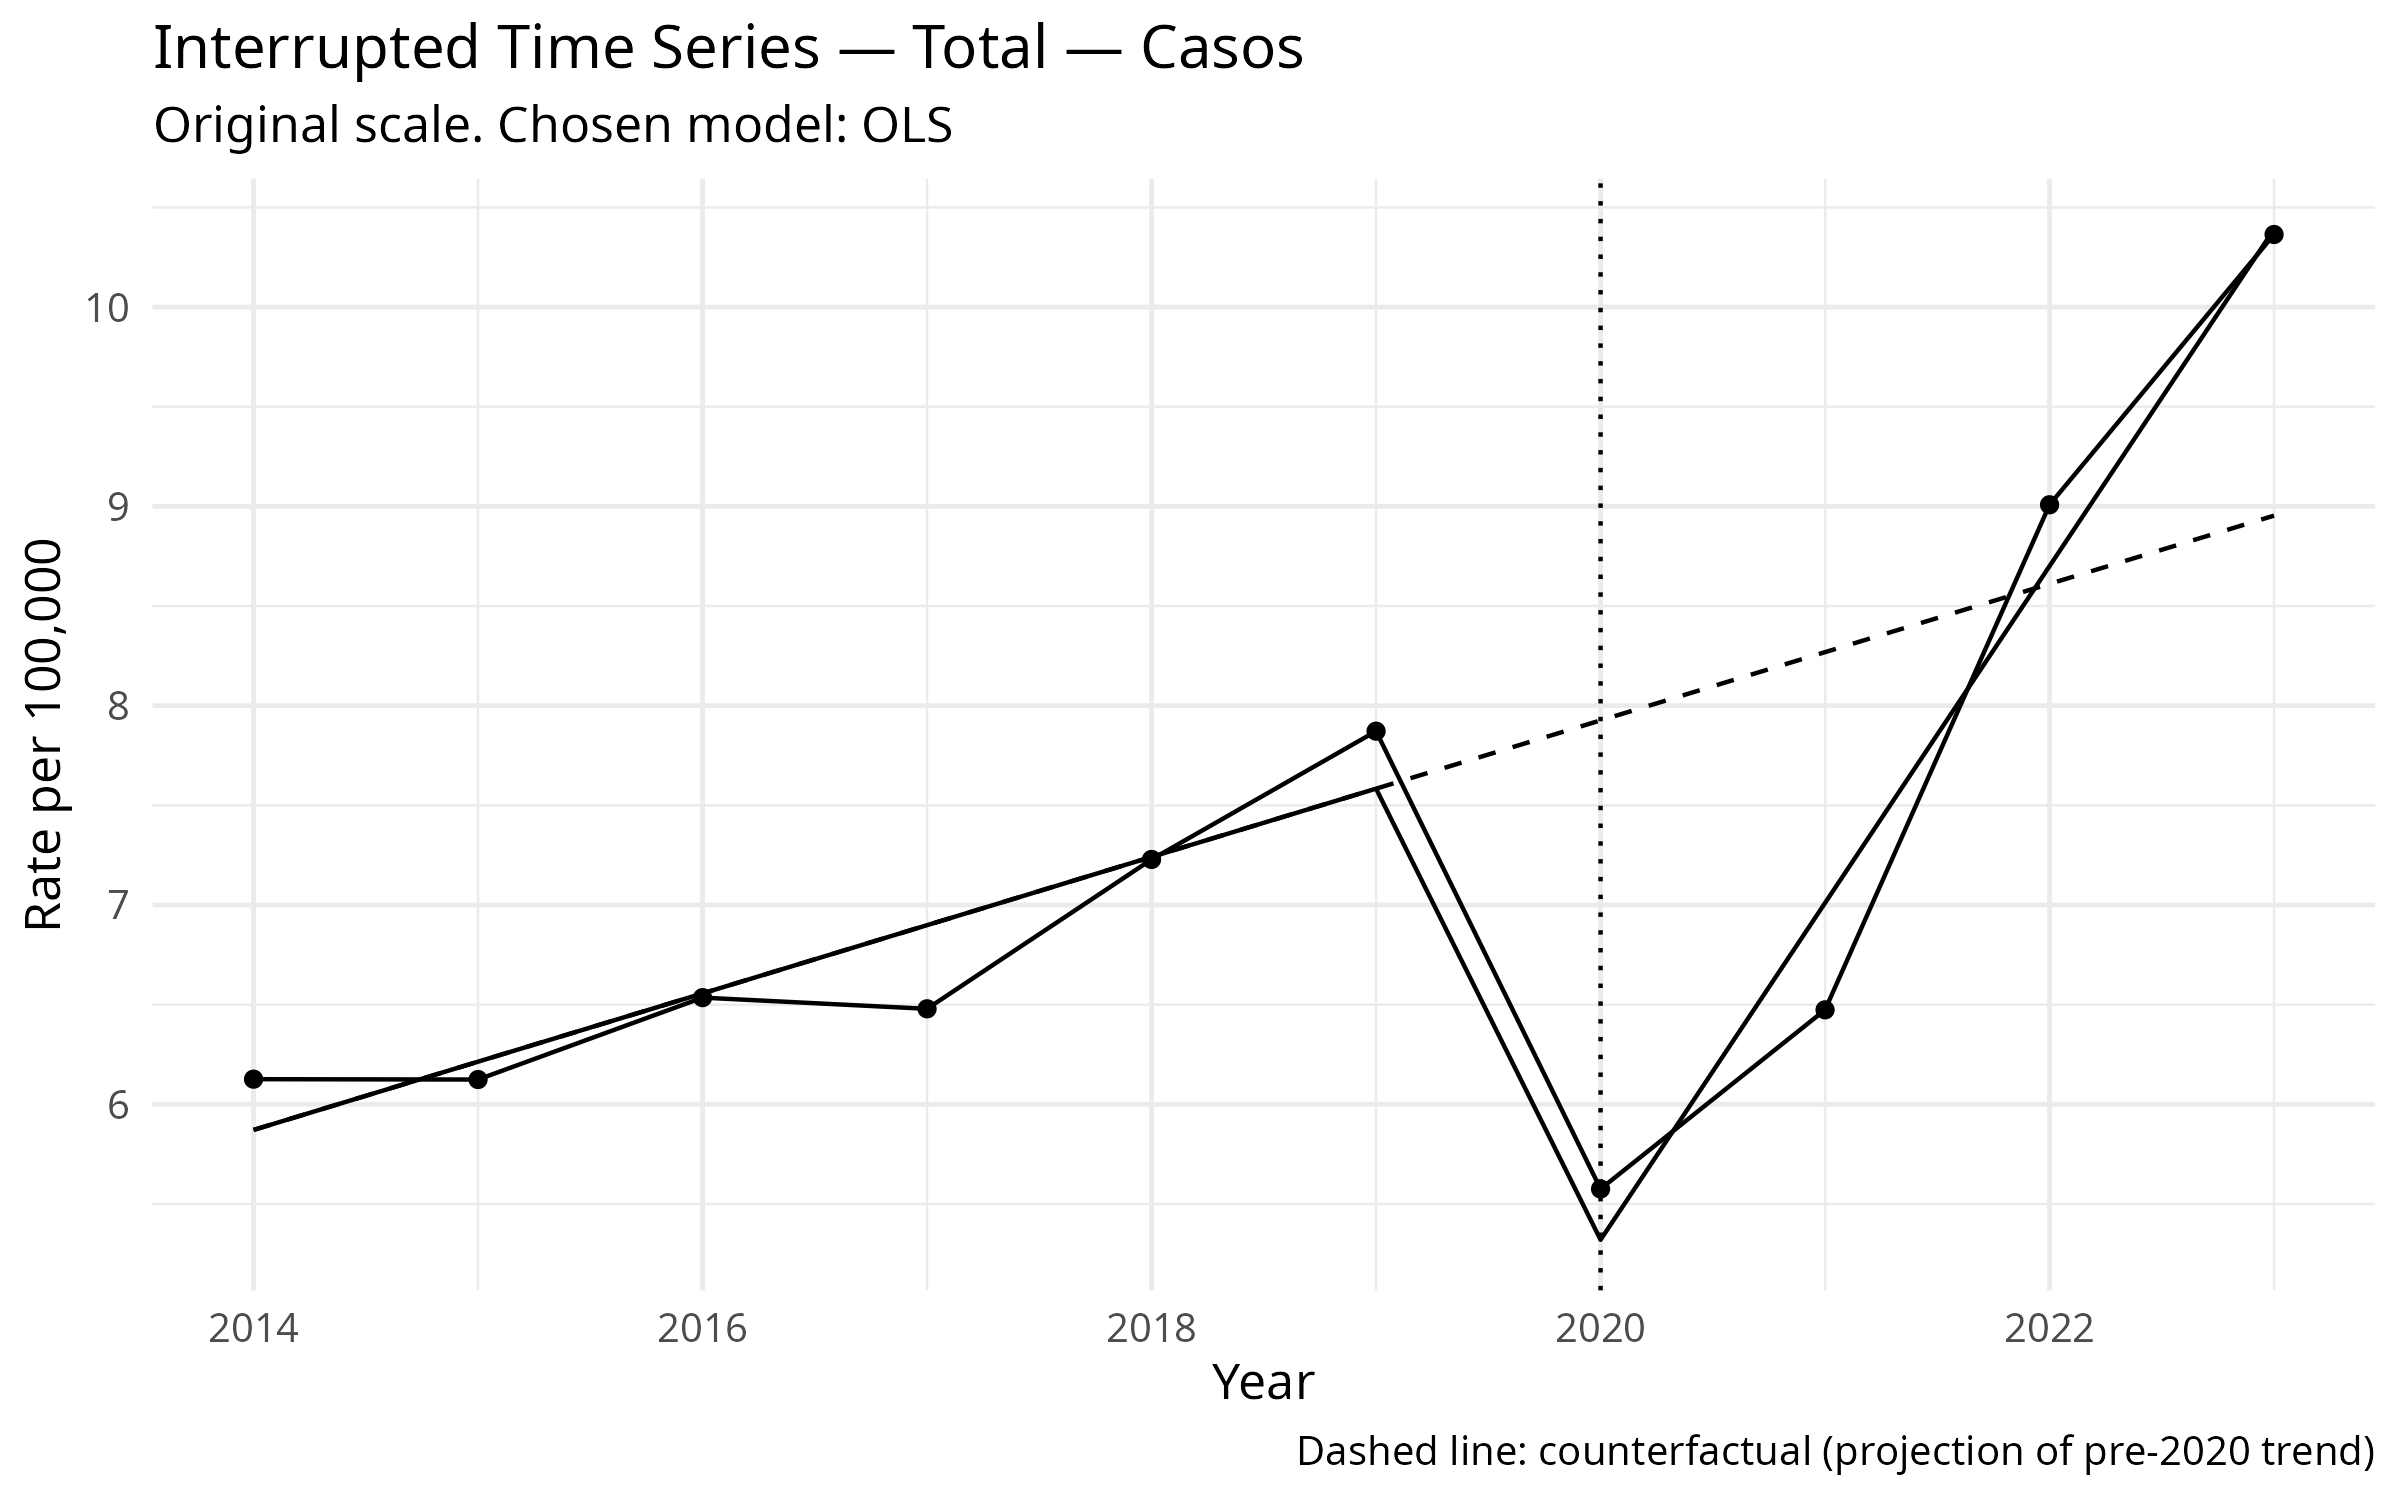 Interrupted Time Series — Total — Casos
Original scale. Chosen model: OLS
Rate per 100,000
10
9
8
7
6
2014
2016
2018
2020
2022
Year
Dashed line: counterfactual (projection of pre-2020 trend)